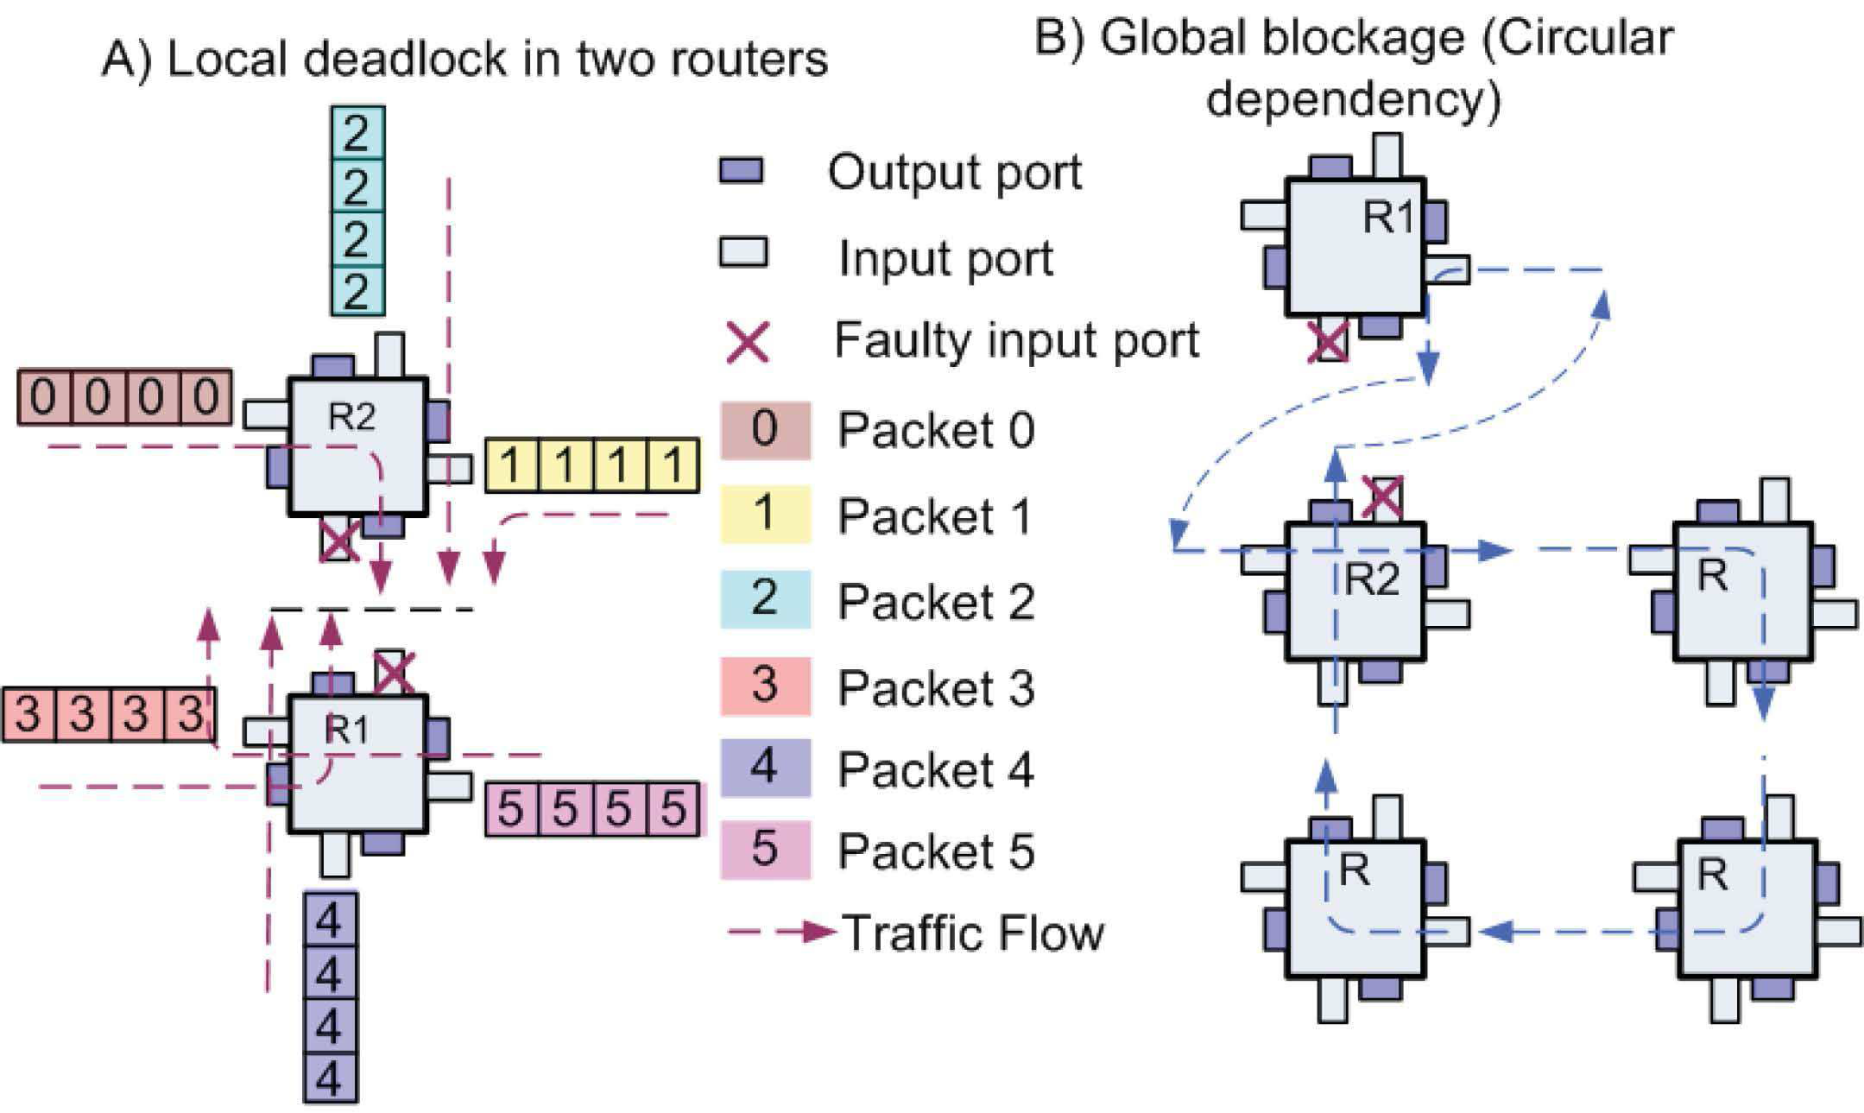 A) Local deadlock in two routers
2
2
2
2
0 0 0 0
R2
1 1 1 1
3 3 3 3
R1
5 5 5 5
4
4
4
4
Output port
Input port
Faulty input port
0 Packet 0
1 Packet 1
2 Packet 2
3 Packet 3
4 Packet 4
5 Packet 5
Traffic Flow
B) Global blockage (Circular
dependency)
R1
R2
R
R
R